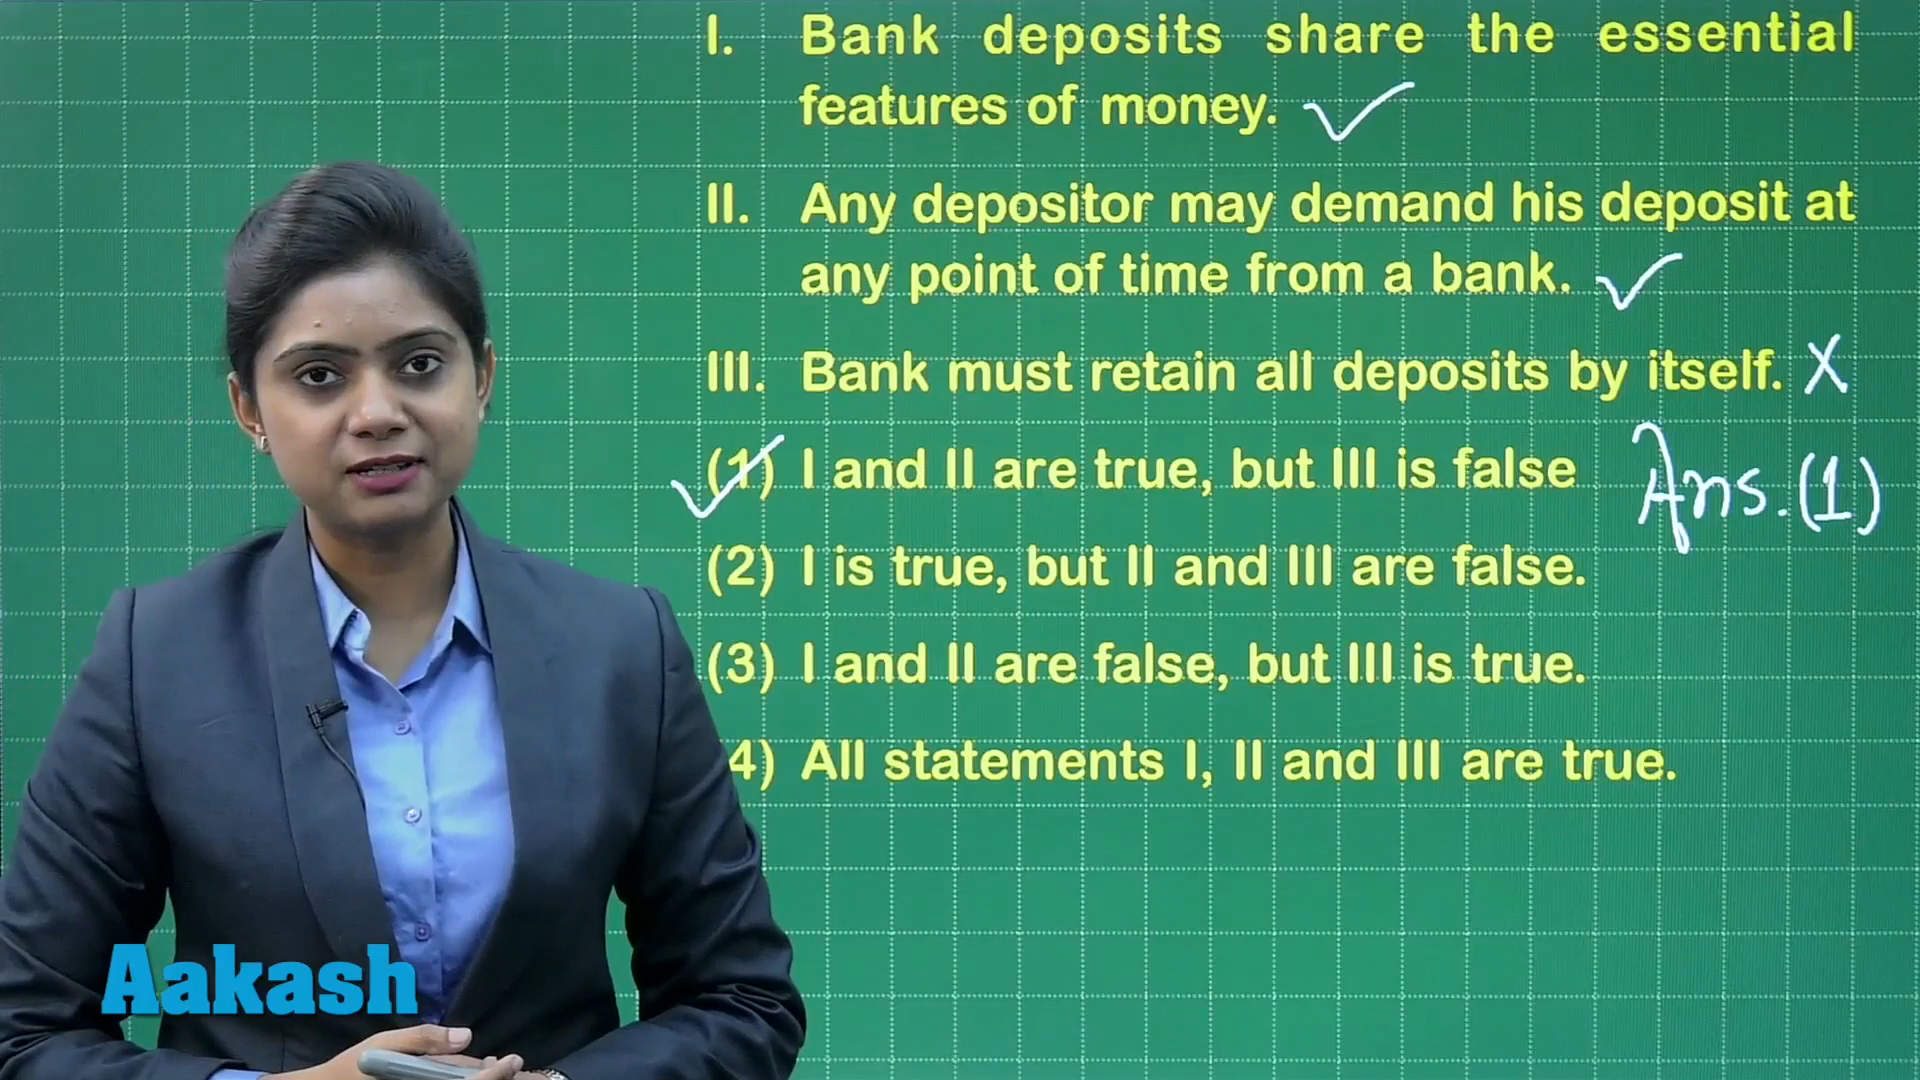 I. Bank deposits share the essential
features of money.
II. Any depositor may demand his deposit at
any point of time from a bank.
III. Bank must retain all deposits by itself. X
(1) I and II are true, but III is false
Ans. (1)
(2) I is true, but II and III are false.
(3) I and II are false, but III is true.
4) All statements I, II and III are true.
Aakash